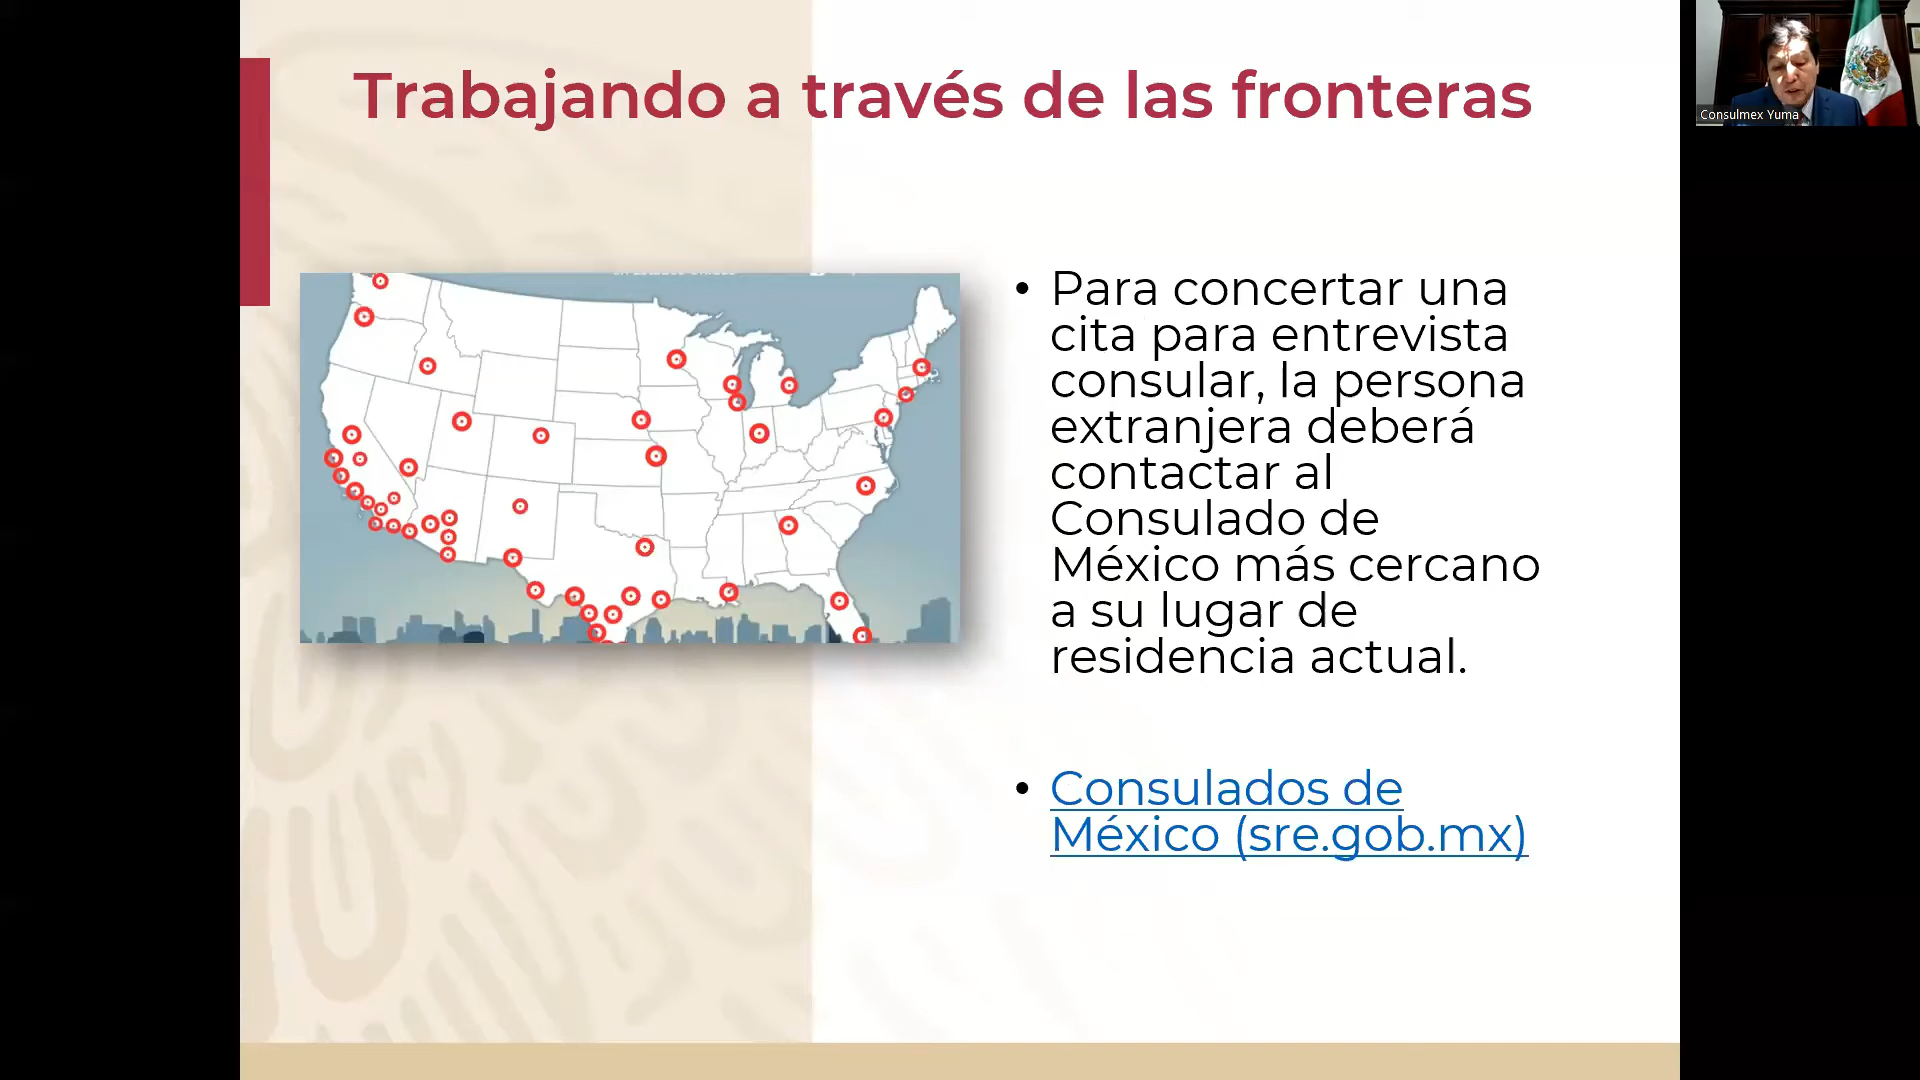 Trabajando a través de las fronteras
Consulmex Yuma
• Para concertar una
cita para entrevista
consular, la persona
extranjera deberá
contactar al
Consulado de
México más cercano
a su lugar de
residencia actual.
• Consulados de
México (sre.gob.mx)